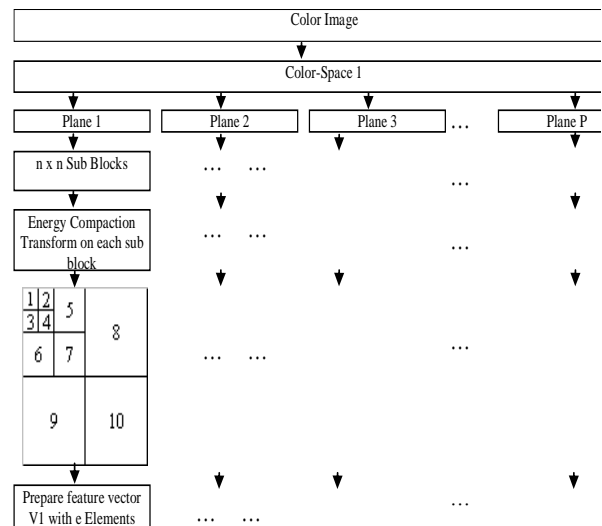 Color Image
Color-Space 1
Plane 1 Plane 2 Plane 3 … Plane P
n x n Sub Blocks
… …
…
Energy Compaction
Transform on each sub
block
… …
…
1 2 5 8
3 4
6 7
9 10
… …
…
Prepare feature vector
V1 with e Elements
… …
…